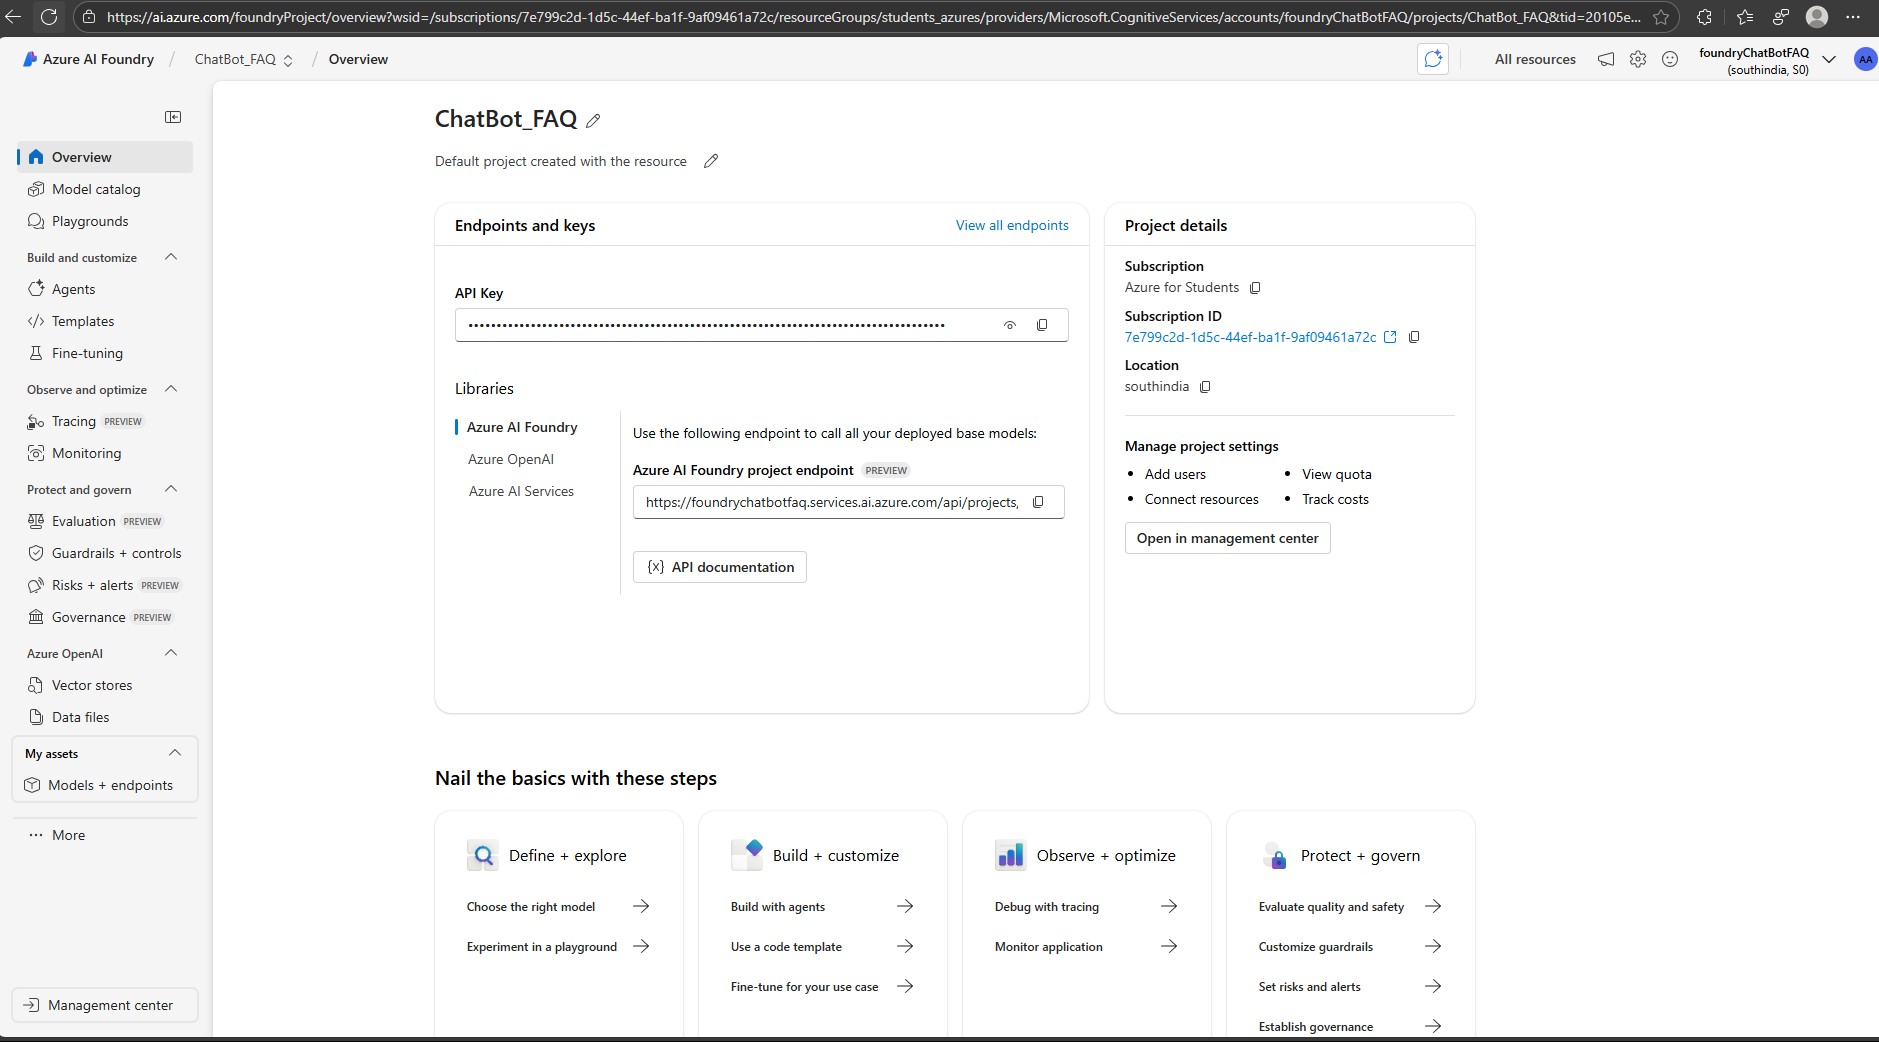 https://ai.azure.com/foundryProject/overview?wsid=/subscriptions/7e799c2d-1d5c-44ef-ba1f-9af09461a72c/resourceGroups/students_azures/providers/Microsoft.CognitiveServices/accounts/foundryChatBotFAQ/projects/ChatBot_FAQ&tid=20105e...
Azure AI Foundry / ChatBot_FAQ / Overview
All resources
foundryChatBotFAQ
(southindia, S0)
AA
Overview
Model catalog
Playgrounds
Build and customize
Agents
Templates
Fine-tuning
Observe and optimize
Tracing PREVIEW
Monitoring
Protect and govern
Evaluation PREVIEW
Guardrails + controls
Risks + alerts PREVIEW
Governance PREVIEW
Azure OpenAI
Vector stores
Data files
My assets
Models + endpoints
More
Management center
ChatBot_FAQ
Default project created with the resource
Endpoints and keys
View all endpoints
API Key
Libraries
Azure AI Foundry
Azure OpenAI
Azure AI Services
Use the following endpoint to call all your deployed base models:
Azure AI Foundry project endpoint PREVIEW
https://foundrychatbotfaq.services.ai.azure.com/api/projects,
{x} API documentation
Project details
Subscription
Azure for Students
Subscription ID
7e799c2d-1d5c-44ef-ba1f-9af09461a72c
Location
southindia
Manage project settings
• Add users
• View quota
• Connect resources
• Track costs
Open in management center
Nail the basics with these steps
Define + explore
Choose the right model
Experiment in a playground
Build + customize
Build with agents
Use a code template
Fine-tune for your use case
Observe + optimize
Debug with tracing
Monitor application
Protect + govern
Evaluate quality and safety
Customize guardrails
Set risks and alerts
Establish governance